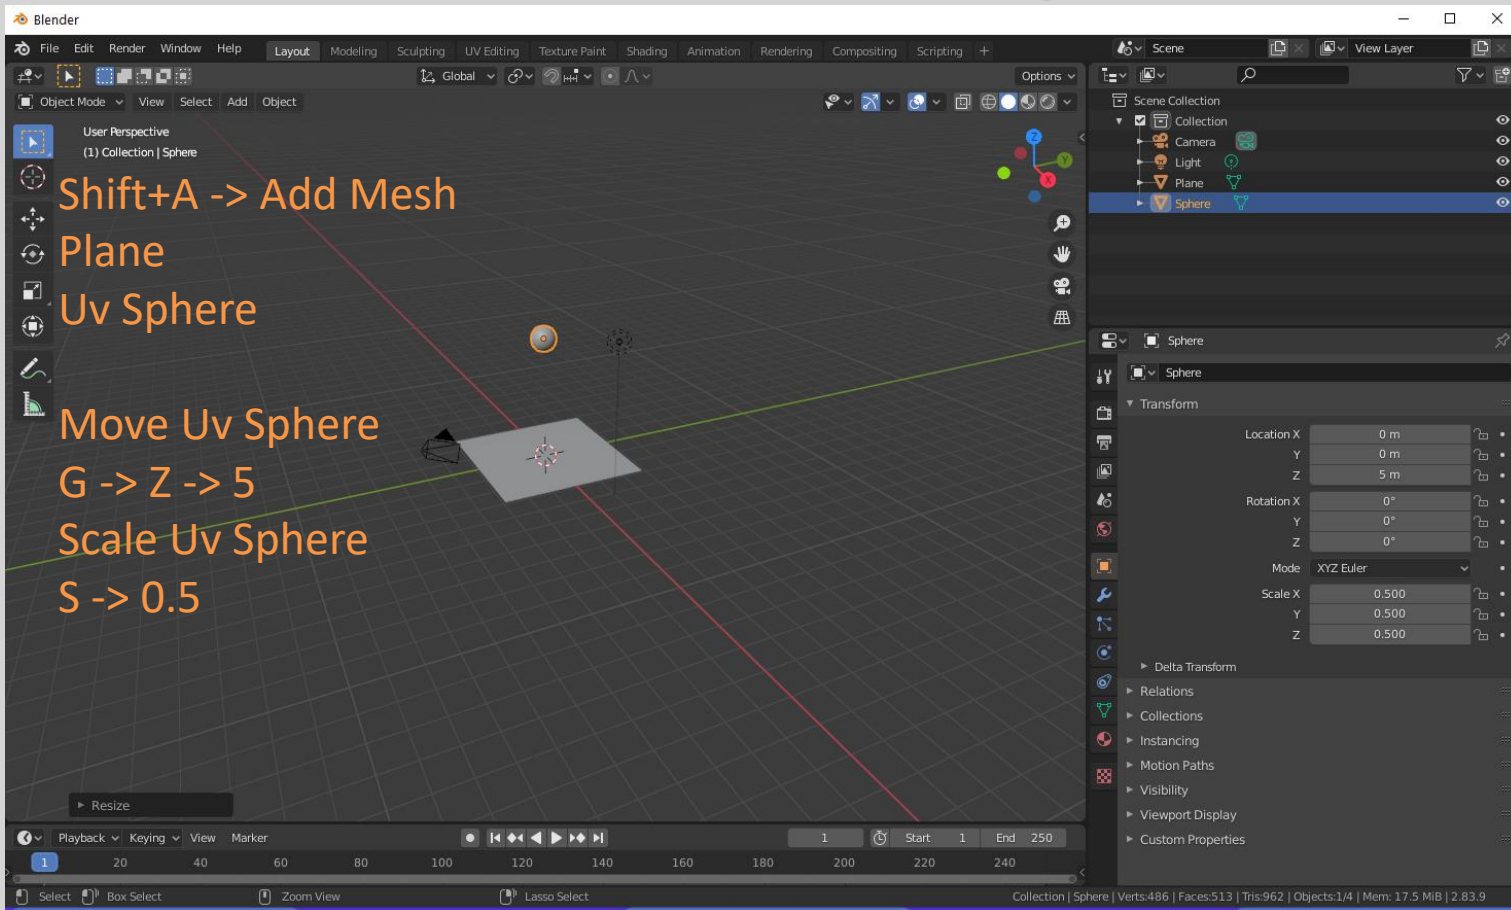 Blender
File Edit Render Window Help Layout Modeling Sculpting UV Editing Texture Paint Shading Animation Rendering Compositing Scripting + Scene View Layer
Global Options
Object Mode View Select Add Object
User Perspective
(1) Collection | Sphere
Shift+A -> Add Mesh
Plane
Uv Sphere
Move Uv Sphere
G -> Z -> 5
Scale Uv Sphere
S -> 0.5
Z
Y
X
Resize
Scene Collection
Collection
Camera
Light
Plane
Sphere
Sphere
Sphere
Transform
Location X 0 m
Y 0 m
Z 5 m
Rotation X 0°
Y 0°
Z 0°
Mode XYZ Euler
Scale X 0.500
Y 0.500
Z 0.500
Delta Transform
Relations
Collections
Instancing
Motion Paths
Visibility
Viewport Display
Custom Properties
Playback Keying View Marker 1 Start 1 End 250
1 20 40 60 80 100 120 140 160 180 200 220 240
Select Box Select Zoom View Lasso Select Collection | Sphere | Verts:486 | Faces:513 | Tris:962 | Objects:1/4 | Mem: 17.5 MiB | 2.83.9